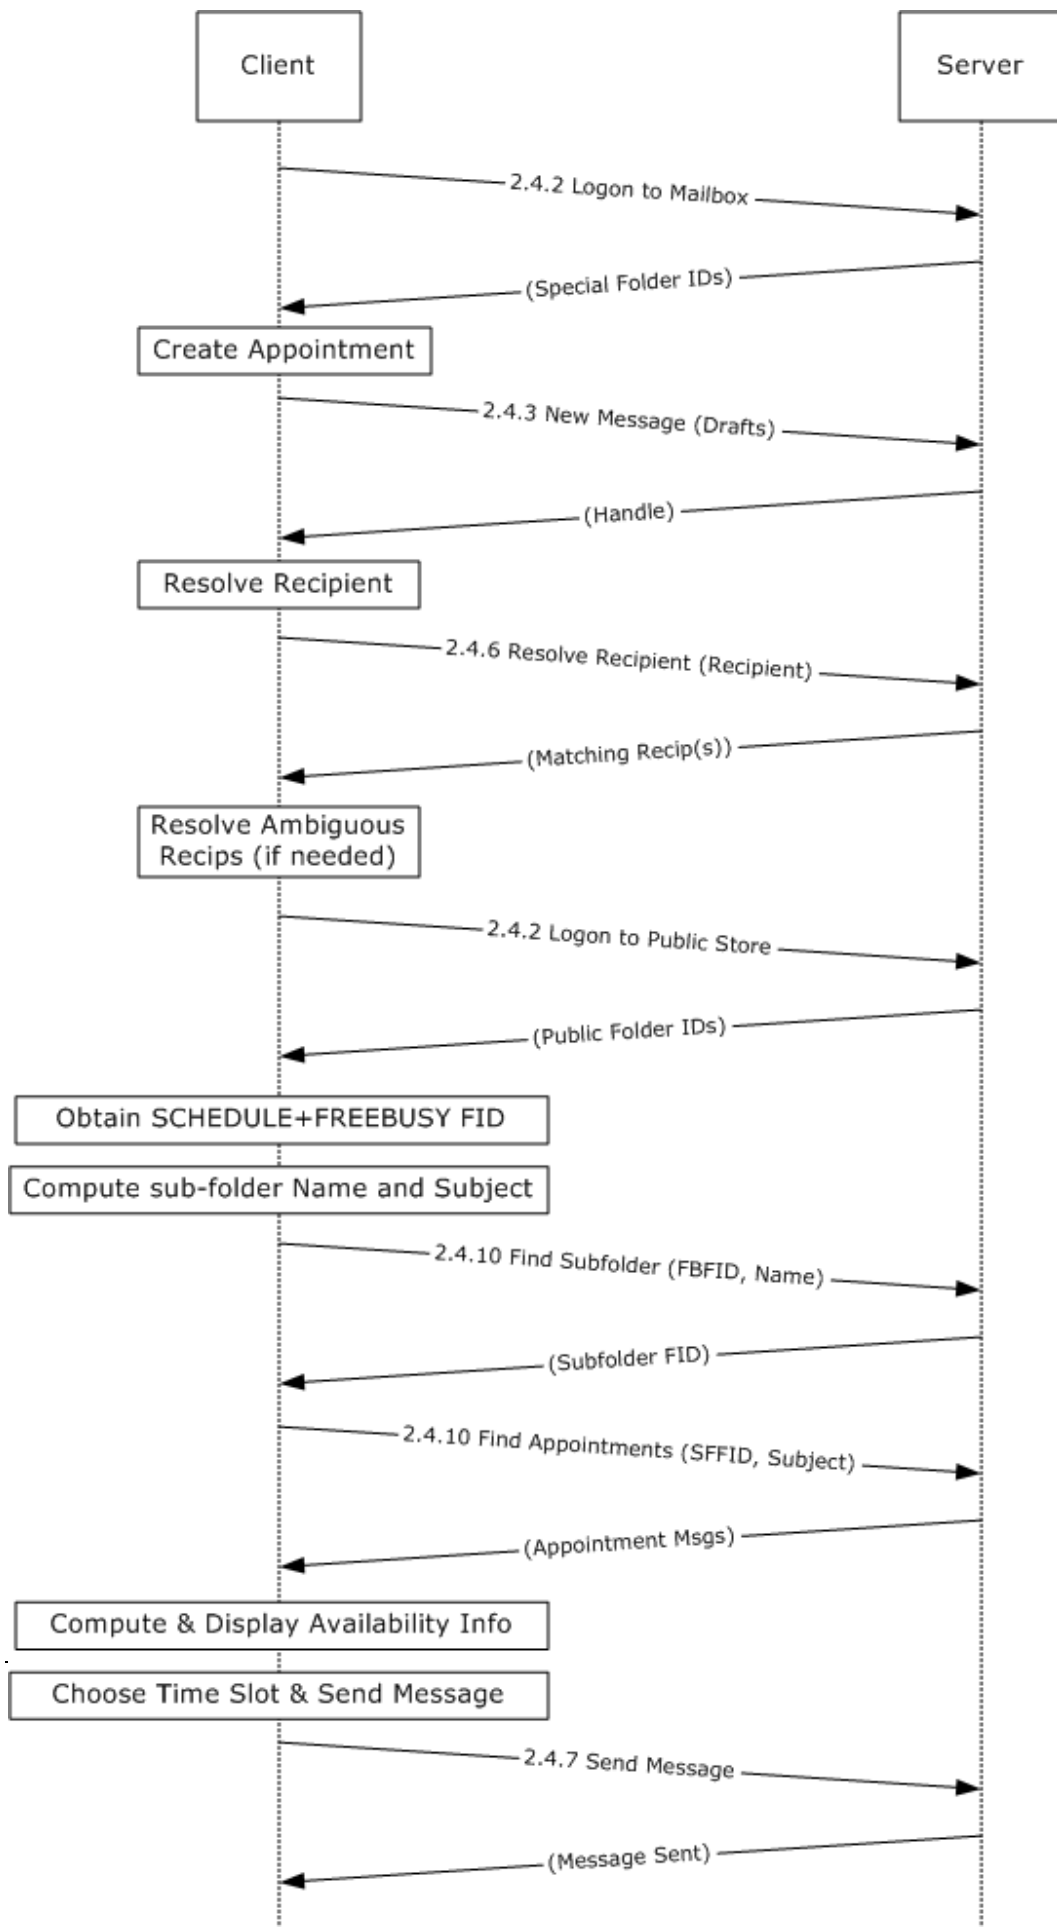 Client
Server
2.4.2 Logon to Mailbox
(Special Folder IDs)
Create Appointment
2.4.3 New Message (Drafts)
(Handle)
Resolve Recipient
2.4.6 Resolve Recipient (Recipient)
(Matching Recip(s))
Resolve Ambiguous
Recips (if needed)
2.4.2 Logon to Public Store
(Public Folder IDs)
Obtain SCHEDULE+FREEBUSY FID
Compute sub-folder Name and Subject
2.4.10 Find Subfolder (FBFID, Name)
(Subfolder FID)
2.4.10 Find Appointments (SFFID, Subject)
(Appointment Msgs)
Compute & Display Availability Info
Choose Time Slot & Send Message
2.4.7 Send Message
(Message Sent)